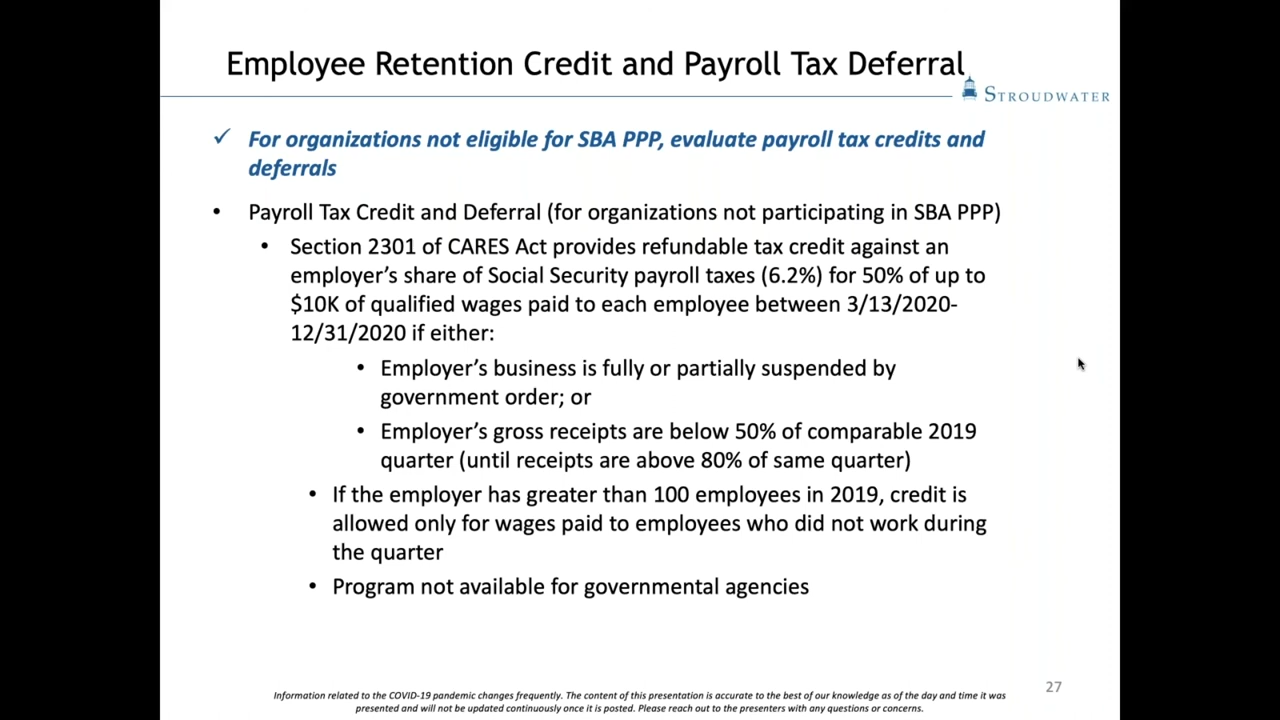 Employee Retention Credit and Payroll Tax Deferral
STROUDWATER
✓ For organizations not eligible for SBA PPP, evaluate payroll tax credits and
deferrals
• Payroll Tax Credit and Deferral (for organizations not participating in SBA PPP)
• Section 2301 of CARES Act provides refundable tax credit against an
employer’s share of Social Security payroll taxes (6.2%) for 50% of up to
$10K of qualified wages paid to each employee between 3/13/2020-
12/31/2020 if either:
• Employer’s business is fully or partially suspended by
government order; or
• Employer’s gross receipts are below 50% of comparable 2019
quarter (until receipts are above 80% of same quarter)
• If the employer has greater than 100 employees in 2019, credit is
allowed only for wages paid to employees who did not work during
the quarter
• Program not available for governmental agencies
27
Information related to the COVID-19 pandemic changes frequently. The content of this presentation is accurate to the best of our knowledge as of the day and time it was
presented and will not be updated continuously once it is posted. Please reach out to the presenters with any questions or concerns.